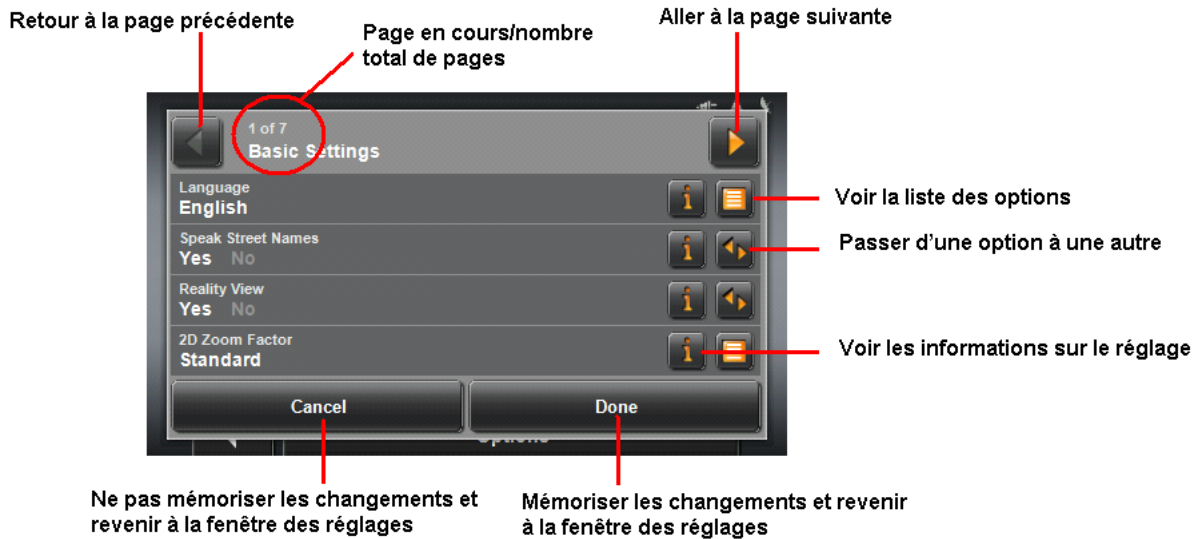 Retour à la page précédente
Page en cours/nombre
total de pages
Aller à la page suivante
1 of 7
Basic Settings
Language
English
Voir la liste des options
Speak Street Names
Yes No
Passer d'une option à une autre
Reality View
Yes No
2D Zoom Factor
Standard
Voir les informations sur le réglage
Cancel
Done
Options
Ne pas mémoriser les changements et
revenir à la fenêtre des réglages
Mémoriser les changements et revenir
à la fenêtre des réglages